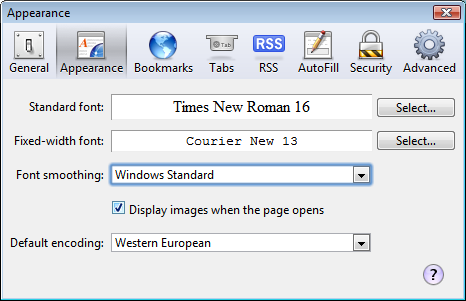 Appearance
General Appearance Bookmarks Tabs RSS AutoFill Security Advanced
Tab
RSS
Standard font: Times New Roman 16 Select...
Fixed-width font: Courier New 13 Select...
Font smoothing: Windows Standard
Display images when the page opens
Default encoding: Western European
?